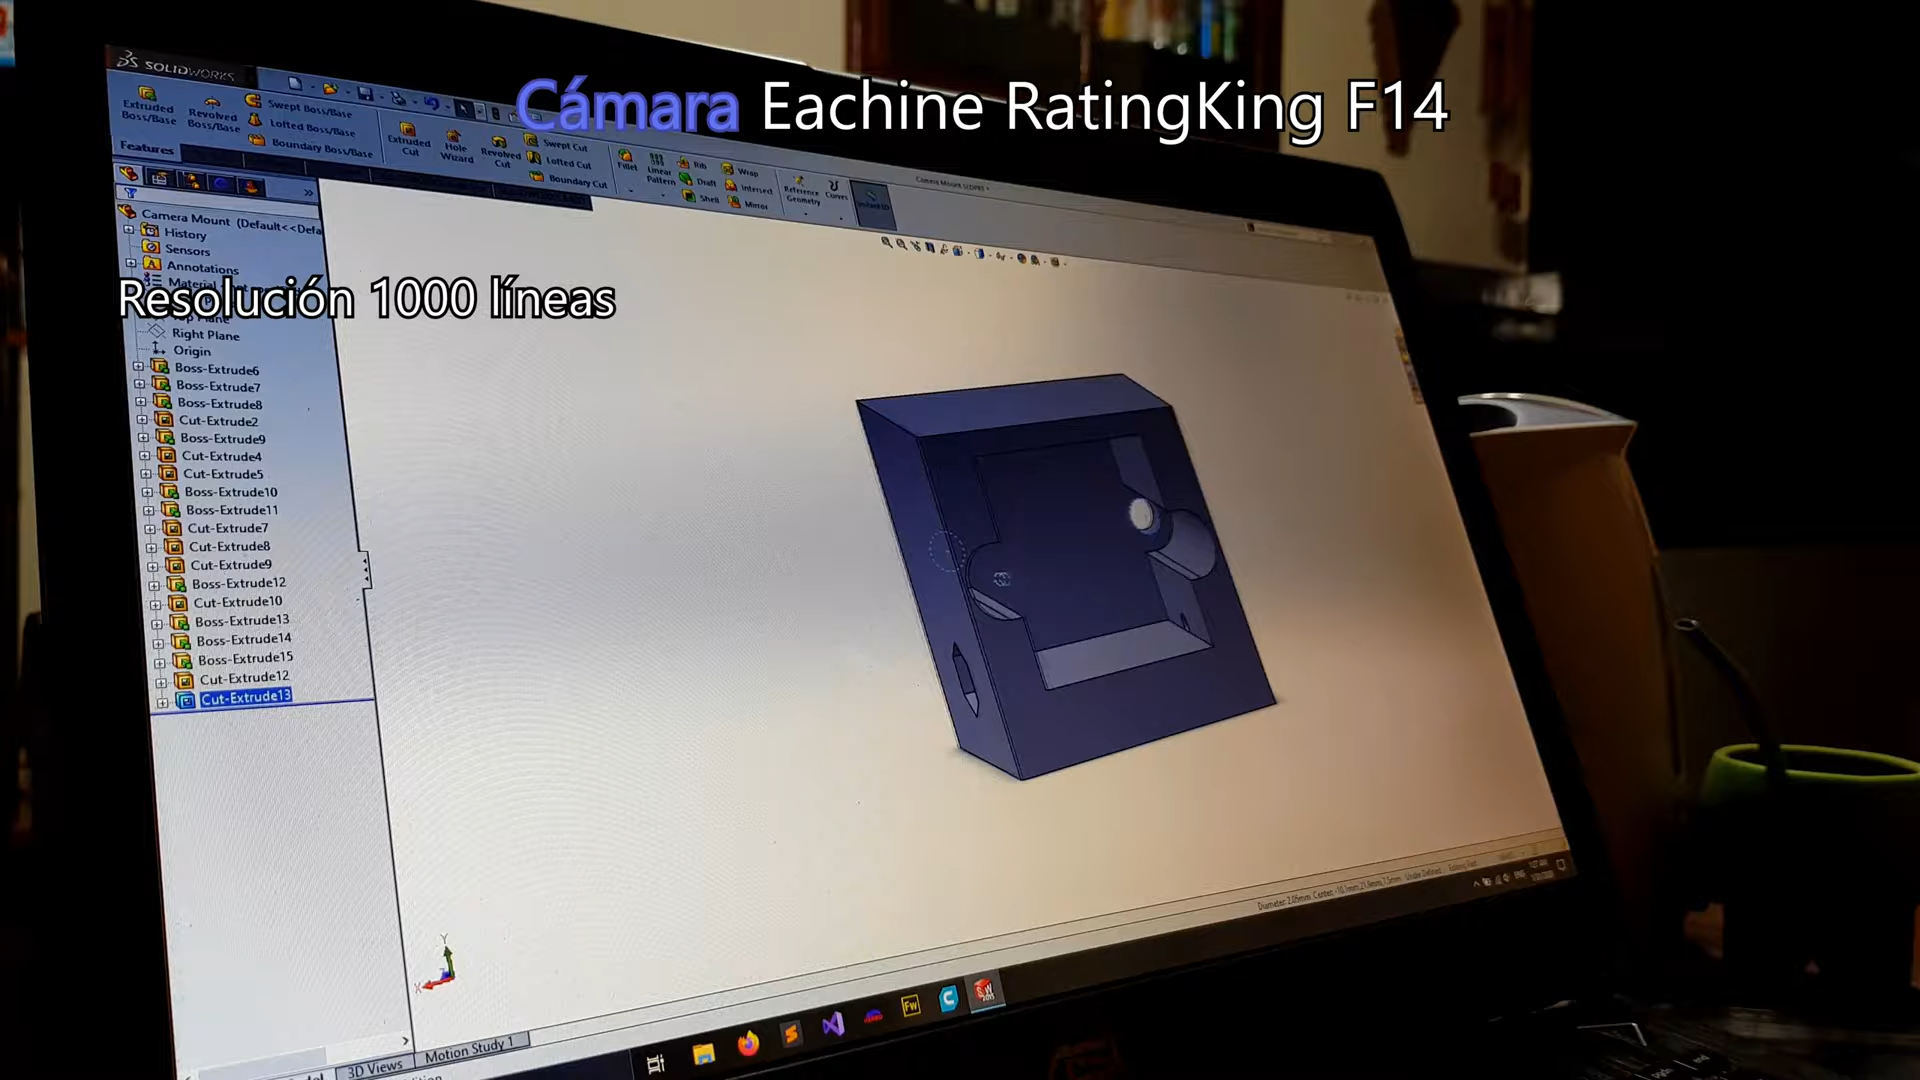 Cámara Eachine RatingKing F14
Resolución 1000 líneas
SOLIDWORKS
Extruded Boss/Base
Revolved Boss/Base
Swept Boss/Base
Lofted Boss/Base
Boundary Boss/Base
Extruded Cut
Hole Wizard
Revolved Cut
Swept Cut
Lofted Cut
Boundary Cut
Fillet
Linear Pattern
Rib
Draft
Shell
Wrap
Intersect
Mirror
Reference Geometry
Curves
Features
Camera Mount (Default<<Defa
History
Sensors
Annotations
Right Plane
Origin
Boss-Extrude6
Boss-Extrude7
Boss-Extrude8
Cut-Extrude2
Boss-Extrude9
Cut-Extrude4
Cut-Extrude5
Boss-Extrude10
Boss-Extrude11
Cut-Extrude7
Cut-Extrude8
Cut-Extrude9
Boss-Extrude12
Cut-Extrude10
Boss-Extrude13
Boss-Extrude14
Boss-Extrude15
Cut-Extrude12
Cut-Extrude13
Y
X
3D Views
Motion Study 1
Fw